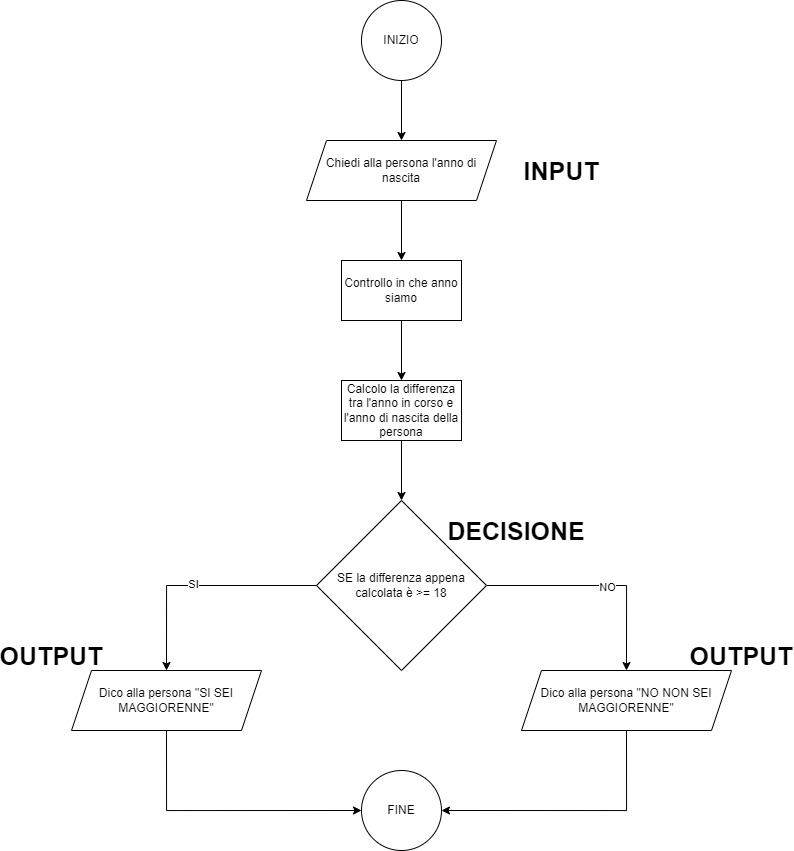 INIZIO
Chiedi alla persona l'anno di
nascita
INPUT
Controllo in che anno
siamo
Calcolo la differenza
tra l'anno in corso e
l'anno di nascita della
persona
DECISIONE
SE la differenza appena
calcolata è >= 18
SI
NO
OUTPUT
OUTPUT
Dico alla persona "SI SEI
MAGGIORENNE"
Dico alla persona "NO NON SEI
MAGGIORENNE"
FINE